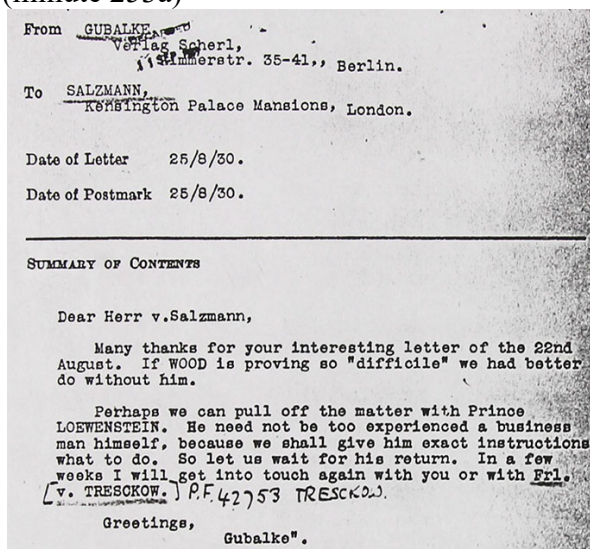 (minute 255a)
From GUBALKE,
Verlag Scherl,
Zimmerstr. 35-41,, Berlin.
To SALZMANN,
Kensington Palace Mansions, London.
Date of Letter 25/8/30.
Date of Postmark 25/8/30.
SUMMARY OF CONTENTS
Dear Herr v.Salzmann,
Many thanks for your interesting letter of the 22nd
August. If WOOD is proving so "difficile" we had better
do without him.
Perhaps we can pull off the matter with Prince
LOEWENSTEIN. He need not be too experienced a business
man himself, because we shall give him exact instructions
what to do. So let us wait for his return. In a few
weeks I will get into touch again with you or with Frl.
[v. TRESCKOW.] P.F. 42753 TRESCKOW.
Greetings,
Gubalke".